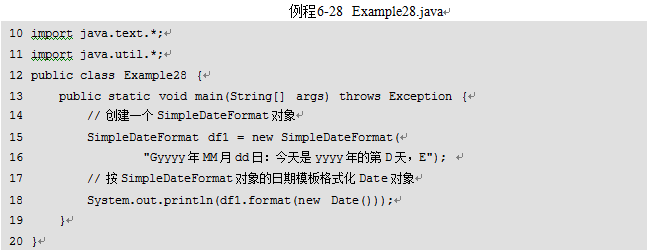 例程6-28 Example28.java
10 import java.text.*;
11 import java.util.*;
12 public class Example28 {
13 public static void main(String[] args) throws Exception {
14 // 创建一个 SimpleDateFormat 对象
15 SimpleDateFormat df1 = new SimpleDateFormat(
16 "Gyyyy 年 MM 月 dd 日：今天是 yyyy 年的第 D 天，E");
17 // 按 SimpleDateFormat 对象的日期模板格式化 Date 对象
18 System.out.println(df1.format(new Date()));
19 }
20 }